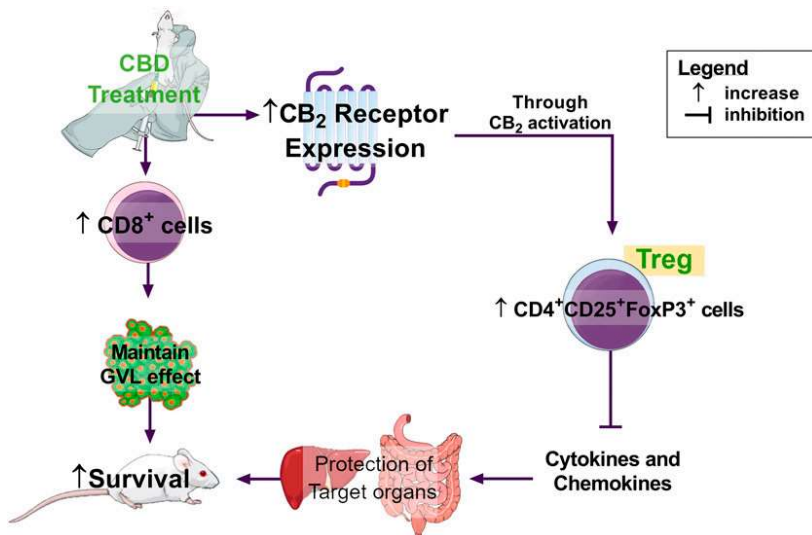 CBD
Treatment
↑CB₂ Receptor
Expression
Through
CB₂ activation
Legend
↑ increase
⊢ inhibition
↑ CD8⁺ cells
Treg
↑ CD4⁺CD25⁺FoxP3⁺ cells
Maintain
GVL effect
↑Survival
Protection of
Target organs
Cytokines and
Chemokines